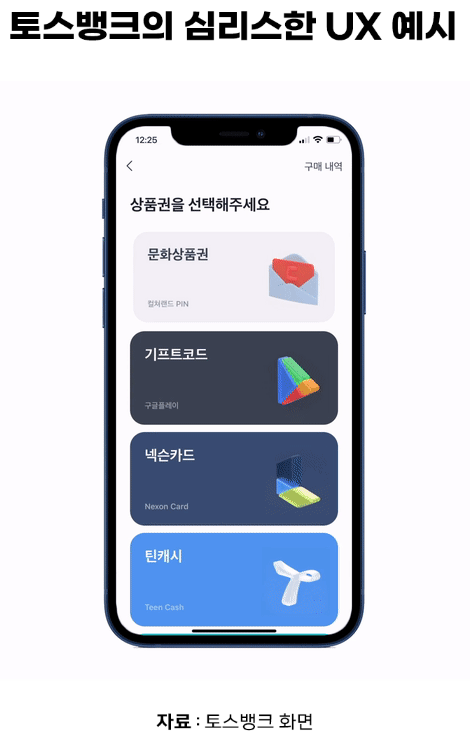 토스뱅크의 심리스한 UX 예시
12:25
구매 내역
상품권을 선택해주세요
문화상품권
컬쳐랜드 PIN
기프트코드
구글플레이
넥슨카드
Nexon Card
틴캐시
Teen Cash
자료 : 토스뱅크 화면